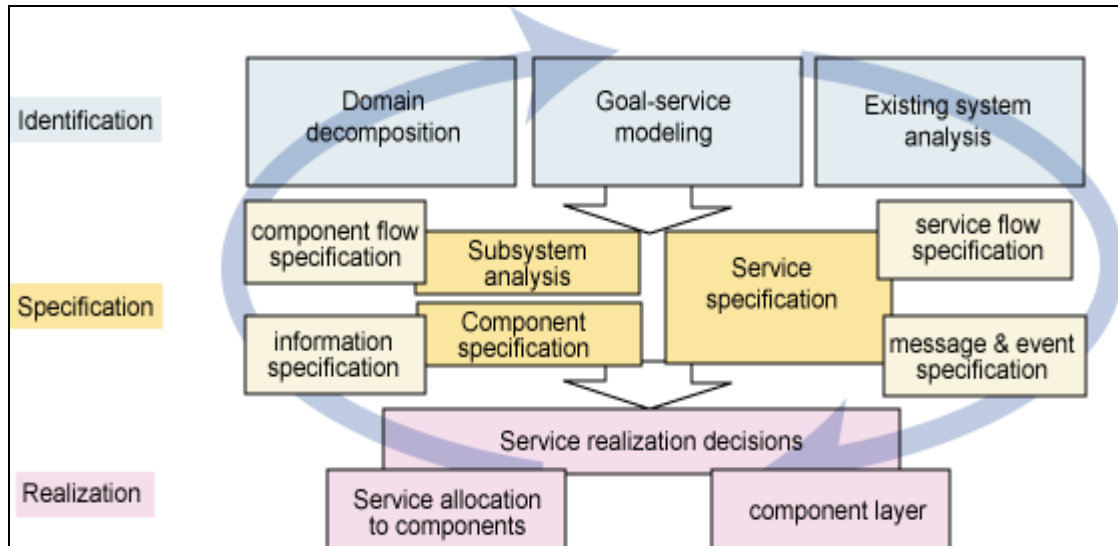 Identification
Domain
decomposition
Goal-service
modeling
Existing system
analysis
Specification
component flow
specification
Subsystem
analysis
Service
specification
service flow
specification
information
specification
Component
specification
message & event
specification
Realization
Service realization decisions
Service allocation
to components
component layer